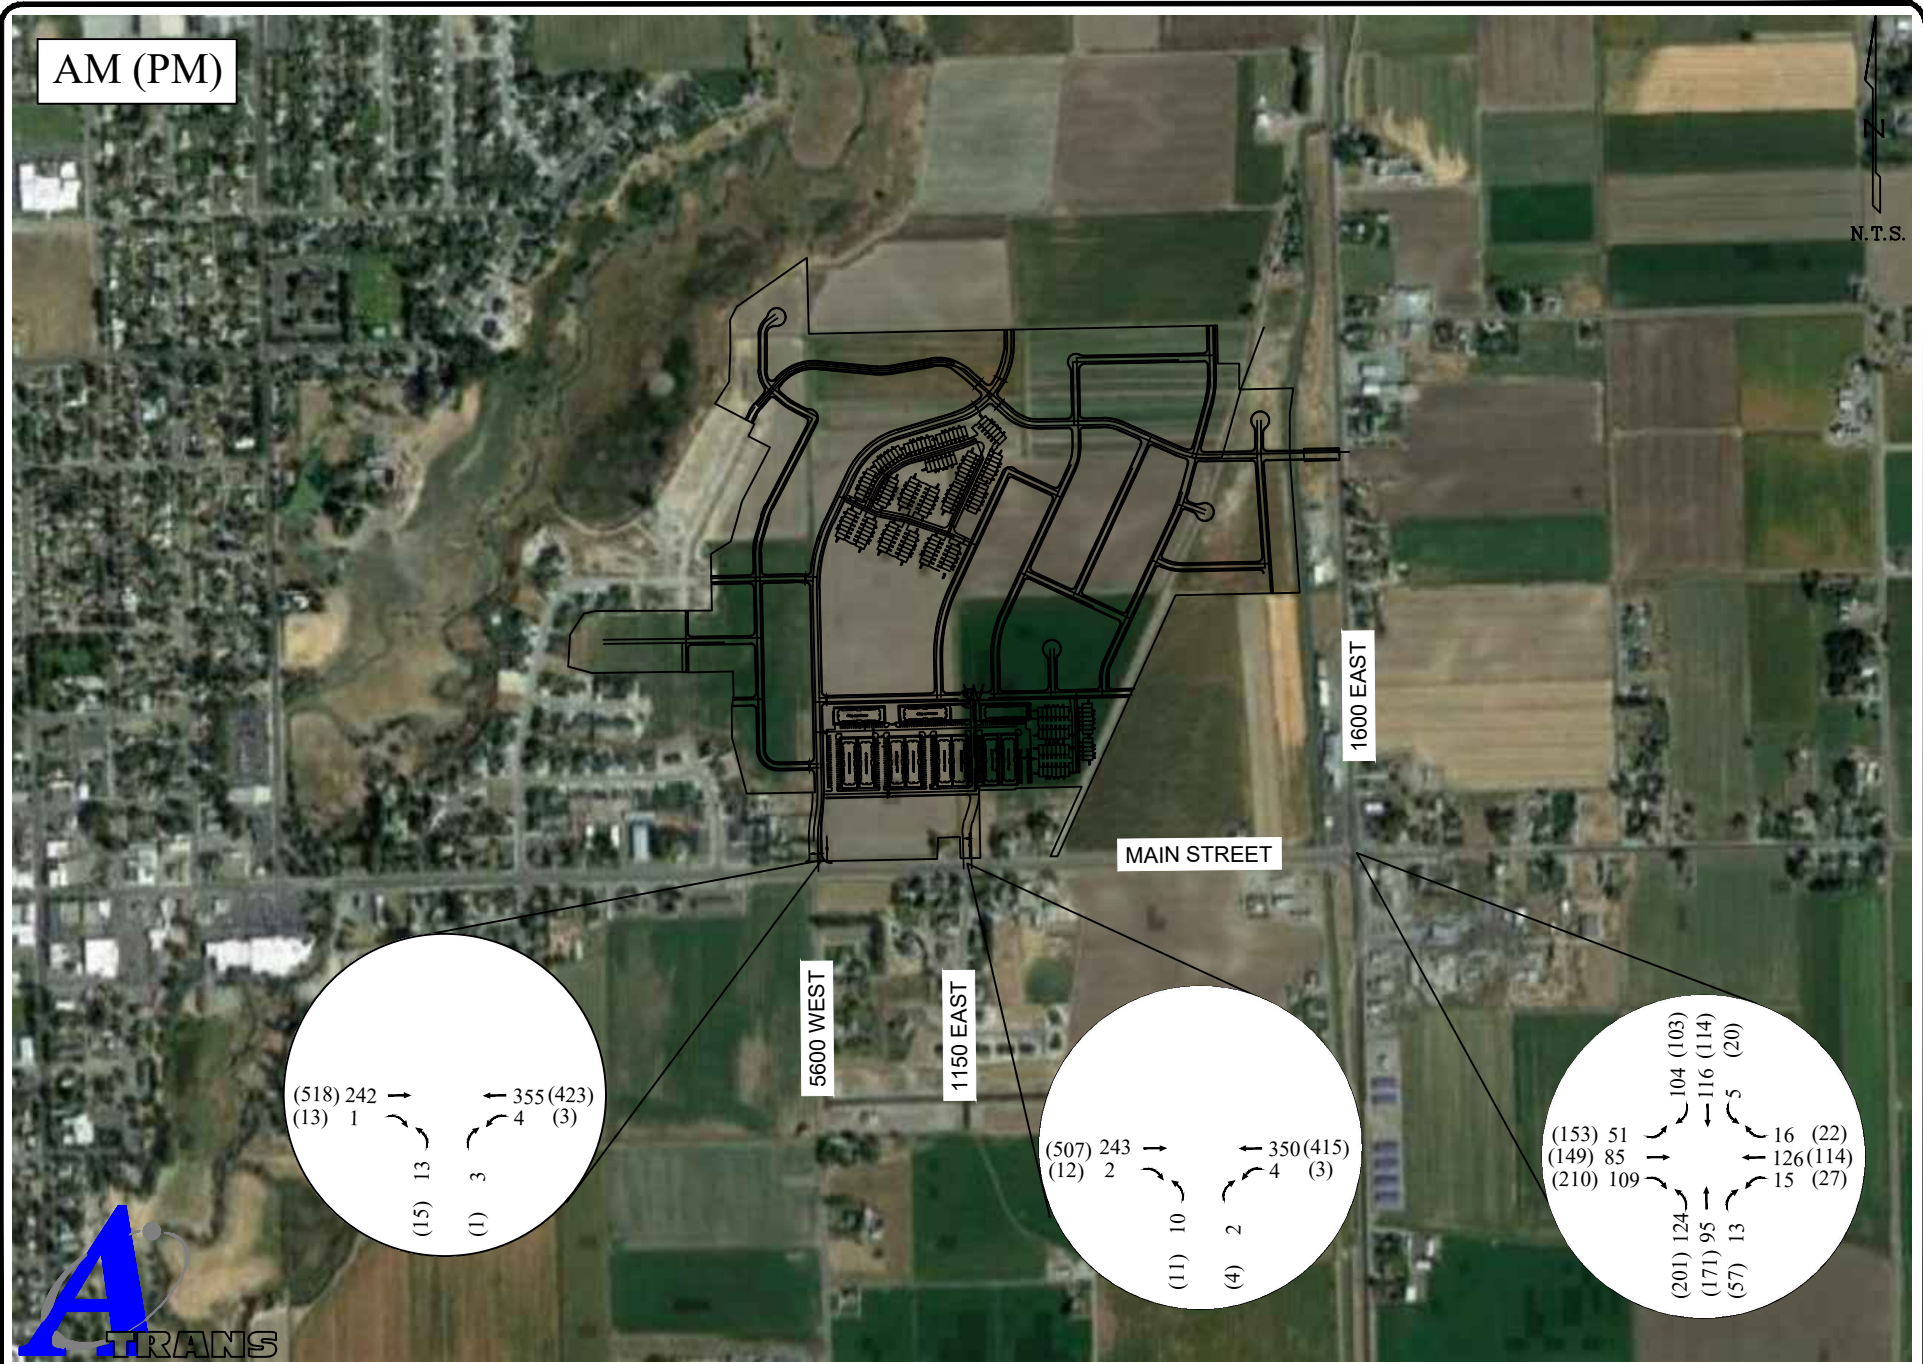 AM (PM)
N
N.T.S.
1600 EAST
MAIN STREET
5600 WEST
1150 EAST
(518) 242
355 (423)
(13) 1
4 (3)
(15) 13
(1) 3
(507) 243
350 (415)
(12) 2
4 (3)
(11) 10
(4) 2
104 (103)
116 (114)
5 (20)
(153) 51
16 (22)
(149) 85
126 (114)
(210) 109
15 (27)
(201) 124
(171) 95
(57) 13
A
TRANS